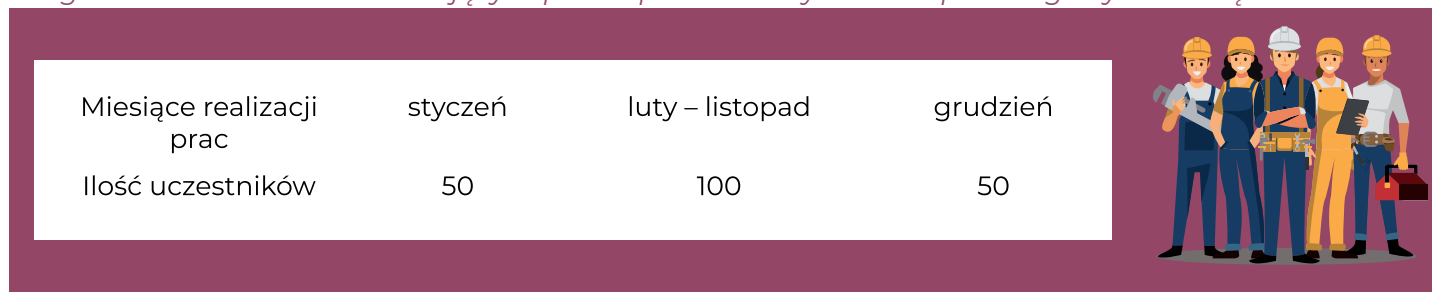 Miesiące realizacji prac styczeń luty – listopad grudzień
Ilość uczestników 50 100 50